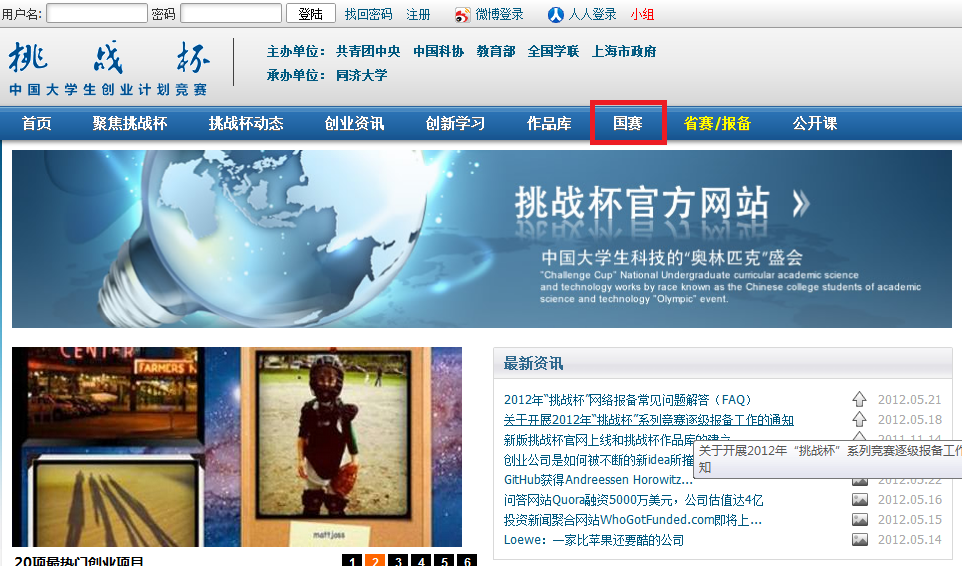 用户名: 密码 登陆 找回密码 注册 微博登录 人人登录 小组
挑战杯
中国大学生创业计划竞赛
主办单位： 共青团中央 中国科协 教育部 全国学联 上海市政府
承办单位： 同济大学
首页 聚焦挑战杯 挑战杯动态 创业资讯 创新学习 作品库 国赛 省赛/报备 公开课
挑战杯官方网站
中国大学生科技的“奥林匹克”盛会
"Challenge Cup" National Undergraduate curricular academic science
and technology works by race known as the Chinese college students of academic
science and technology "Olympic" event.
CENTER
FARMERS
mattjoss
20项最热门创业项目
1 2 3 4 5 6
最新资讯
2012年“挑战杯”网络报备常见问题解答（FAQ） 2012.05.21
关于开展2012年“挑战杯”系列竞赛逐级报备工作的通知 2012.05.18
新版挑战杯官网上线和挑战杯作品库的建立 2011.11.14
关于开展2012年“挑战杯”系列竞赛逐级报备工作
知
创业公司是如何被不断的新idea所摧
GitHub获得Andreessen Horowitz... 2012.05.22
问答网站Quora融资5000万美元，公司估值达4亿 2012.05.16
投资新闻聚合网站WhoGotFunded.com即将上... 2012.05.15
Loewe：一家比苹果还要酷的公司 2012.05.14